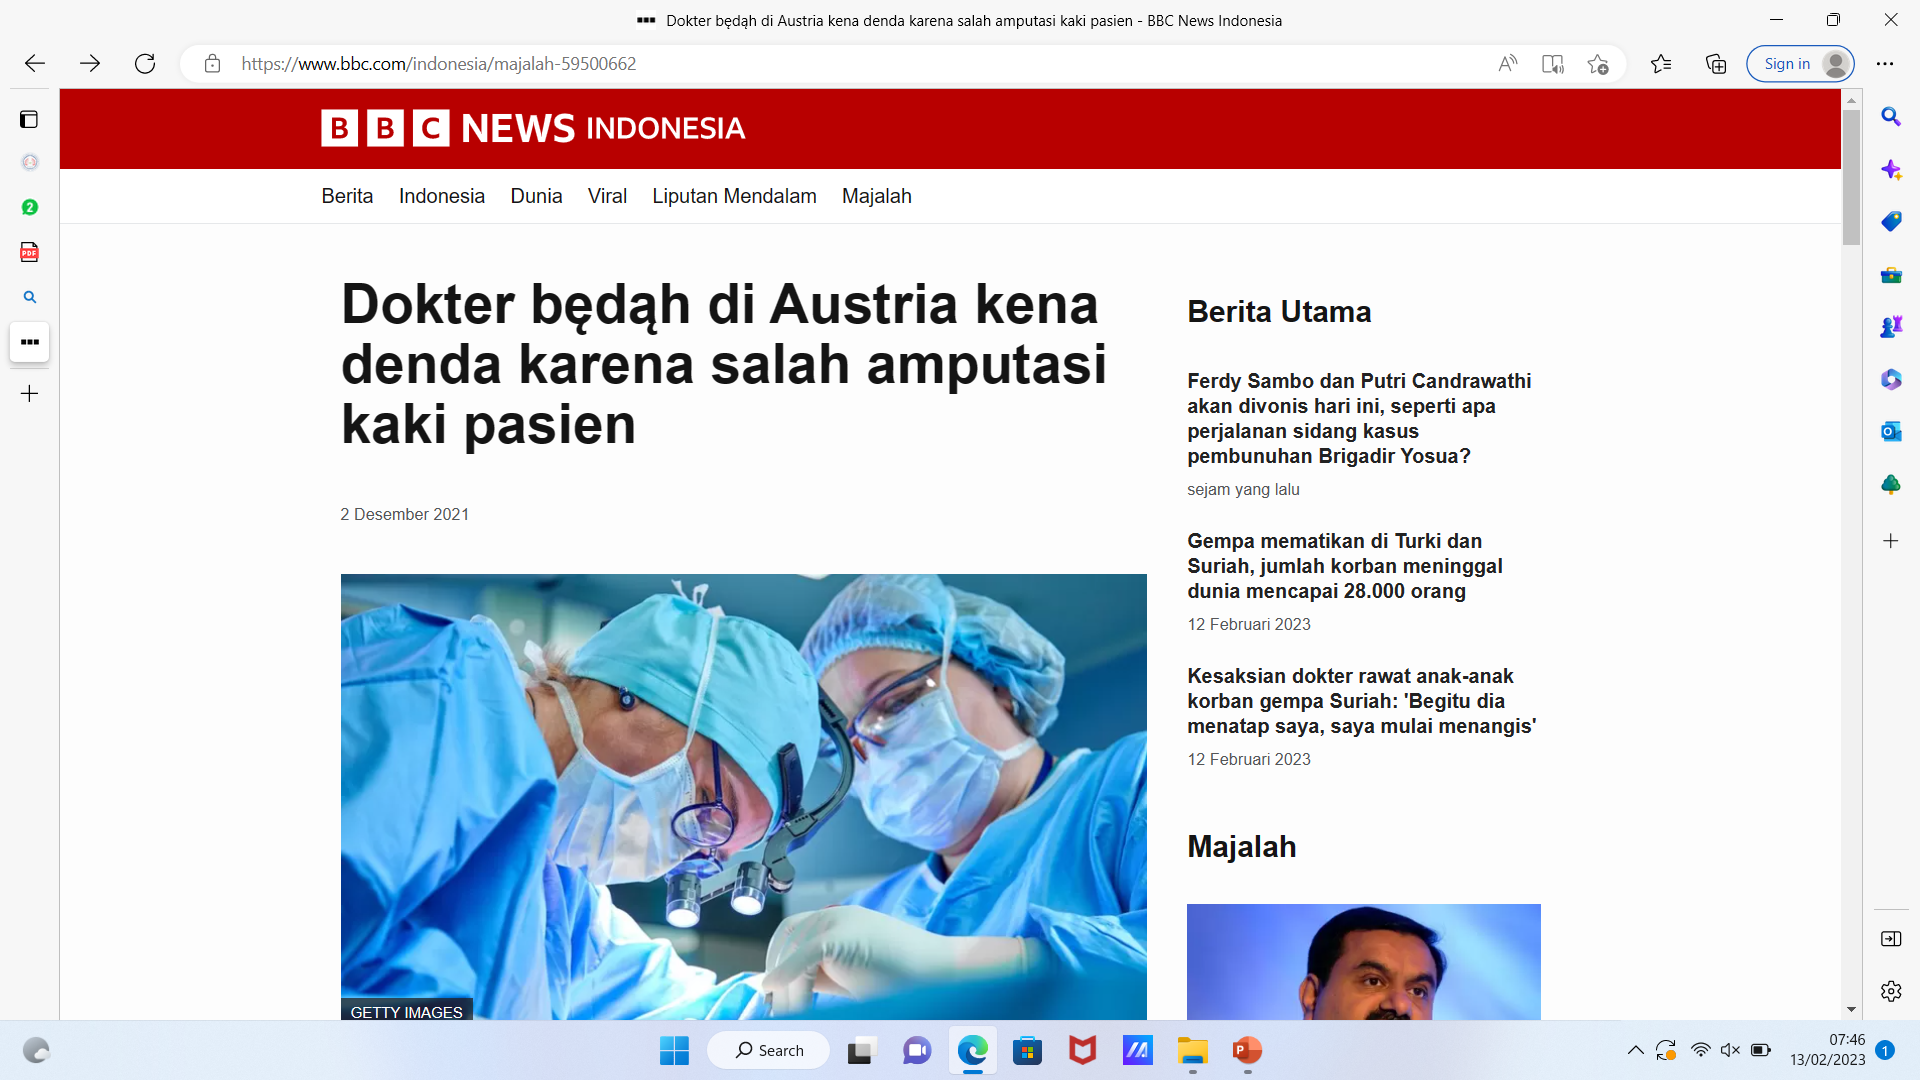 Dokter będąh di Austria kena denda karena salah amputasi kaki pasien - BBC News Indonesia
https://www.bbc.com/indonesia/majalah-59500662
Sign in
2
PDF
BBC NEWS INDONESIA
Berita Indonesia Dunia Viral Liputan Mendalam Majalah
Dokter będąh di Austria kena
denda karena salah amputasi
kaki pasien
2 Desember 2021
GETTY IMAGES
Berita Utama
Ferdy Sambo dan Putri Candrawathi
akan divonis hari ini, seperti apa
perjalanan sidang kasus
pembunuhan Brigadir Yosua?
sejam yang lalu
Gempa mematikan di Turki dan
Suriah, jumlah korban meninggal
dunia mencapai 28.000 orang
12 Februari 2023
Kesaksian dokter rawat anak-anak
korban gempa Suriah: 'Begitu dia
menatap saya, saya mulai menangis'
12 Februari 2023
Majalah
Search
07:46
13/02/2023
1